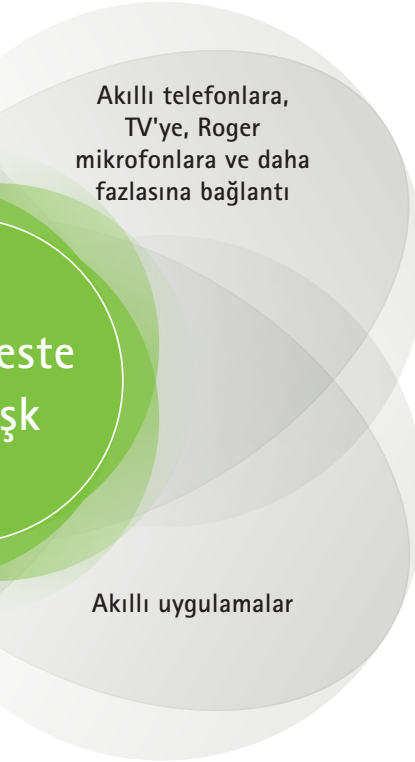 Akıllı telefonlara,
TV'ye, Roger
mikrofonlara ve daha
fazlasına bağlantı
este
şk
Akıllı uygulamalar